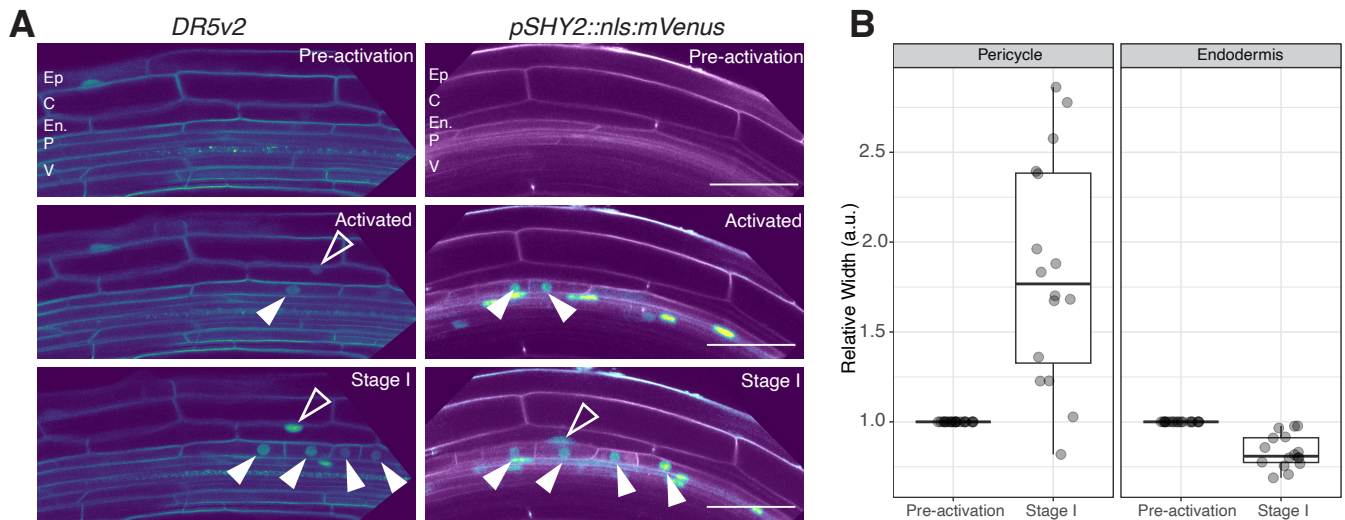 A
DR5v2
pSHY2::nls:mVenus
Pre-activation
Ep
C
En.
P
V
Pre-activation
Ep
C
En.
P
V
Activated
Activated
Stage I
Stage I
B
Pericycle
Endodermis
Relative Width (a.u.)
2.5
2.0
1.5
1.0
Pre-activation
Stage I
Pre-activation
Stage I